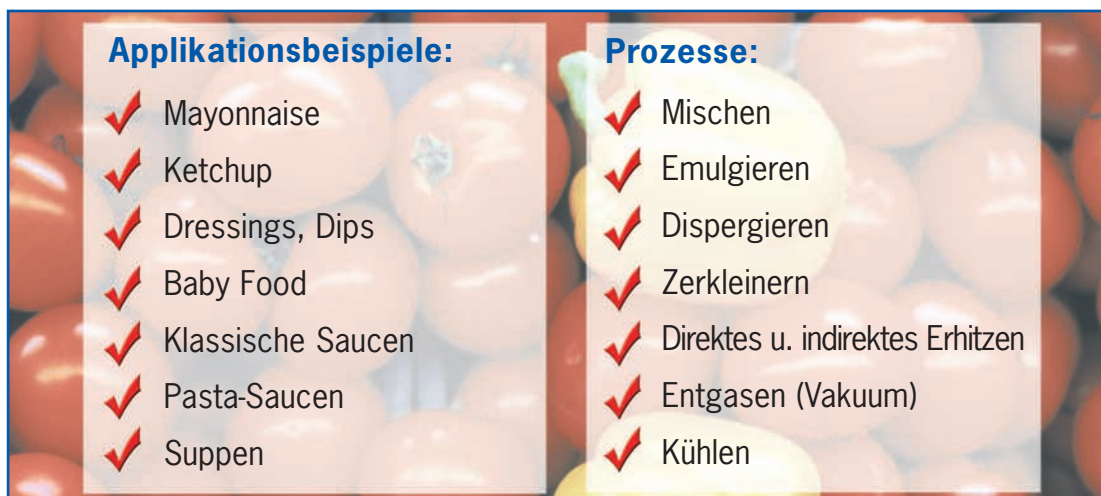 Applikationsbeispiele:
Mayonnaise
Ketchup
Dressings, Dips
Baby Food
Klassische Saucen
Pasta-Saucen
Suppen
Prozesse:
Mischen
Emulgieren
Dispergieren
Zerkleinern
Direktes u. indirektes Erhitzen
Entgasen (Vakuum)
Kühlen